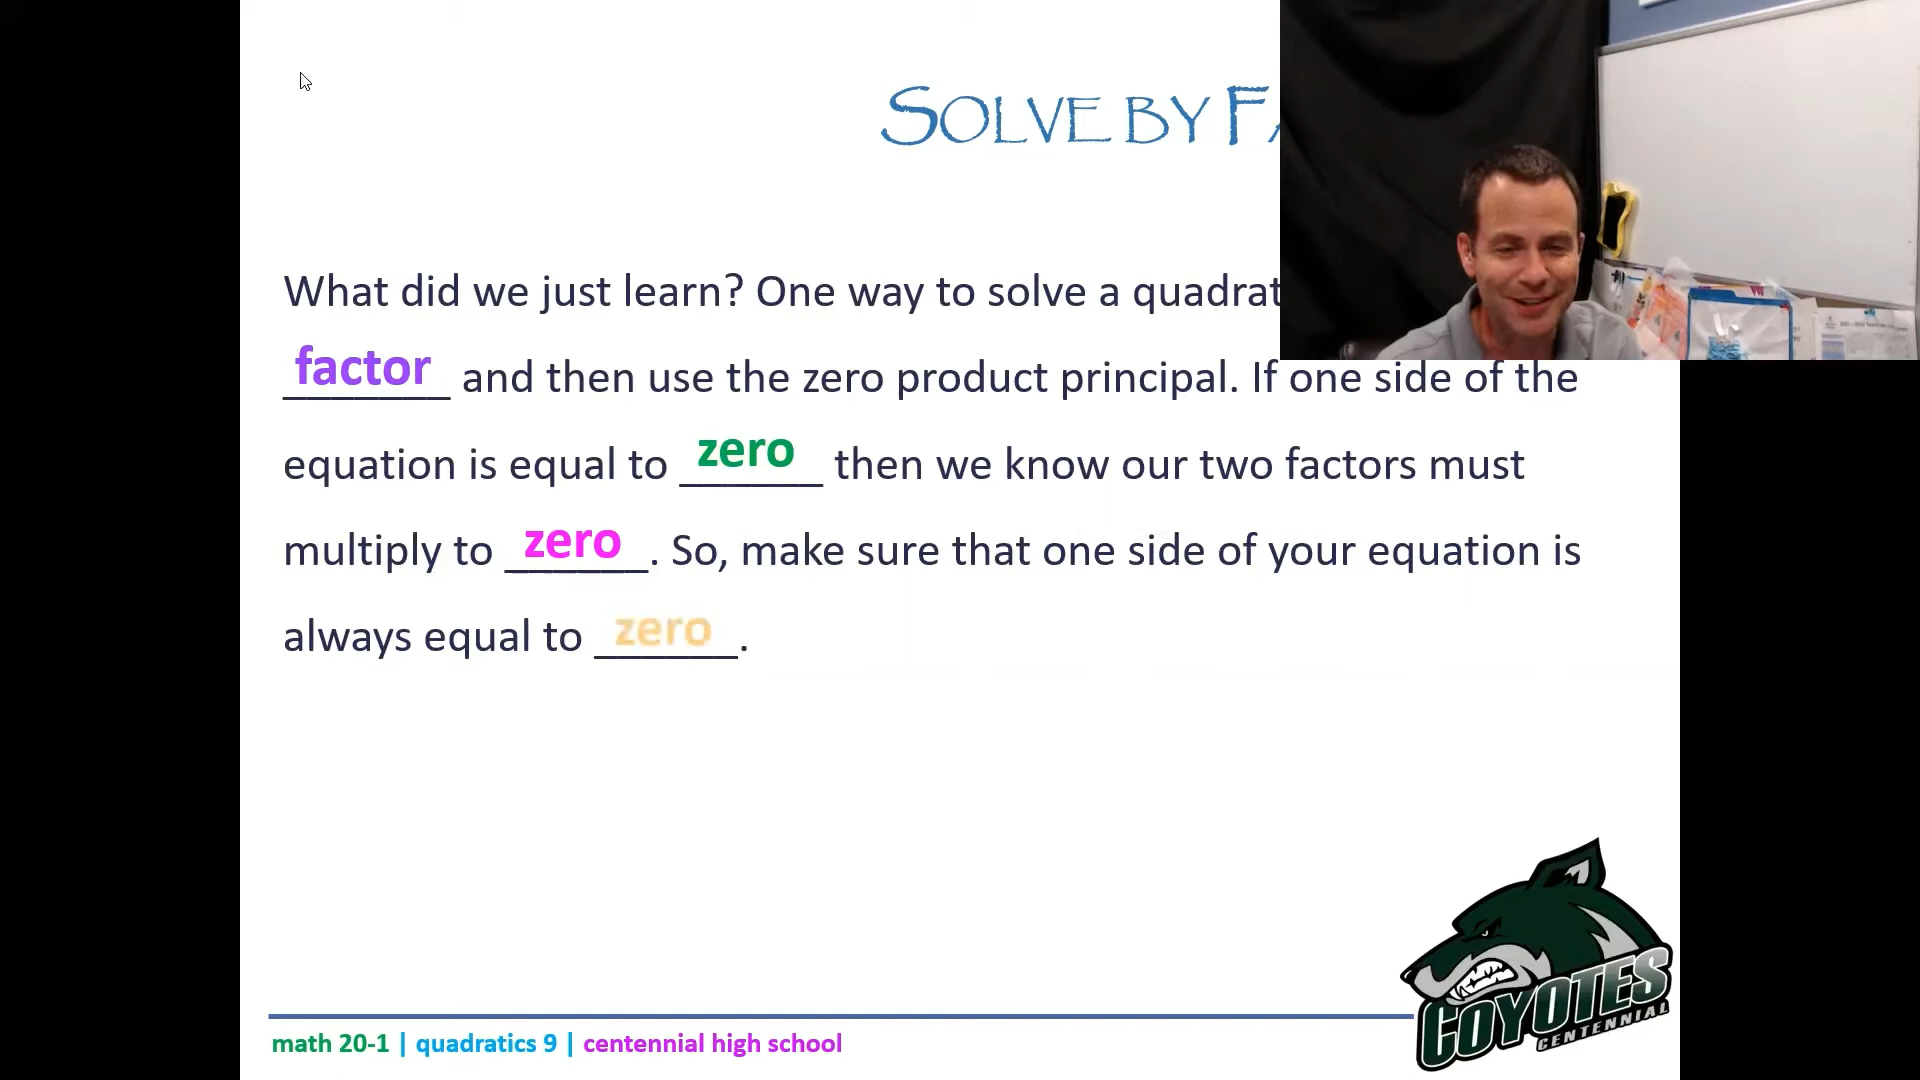 SOLVE BY F
What did we just learn? One way to solve a quadrat
factor and then use the zero product principal. If one side of the
equation is equal to zero then we know our two factors must
multiply to zero. So, make sure that one side of your equation is
always equal to zero.
COYOTES
CENTENNIAL
math 20-1 | quadratics 9 | centennial high school